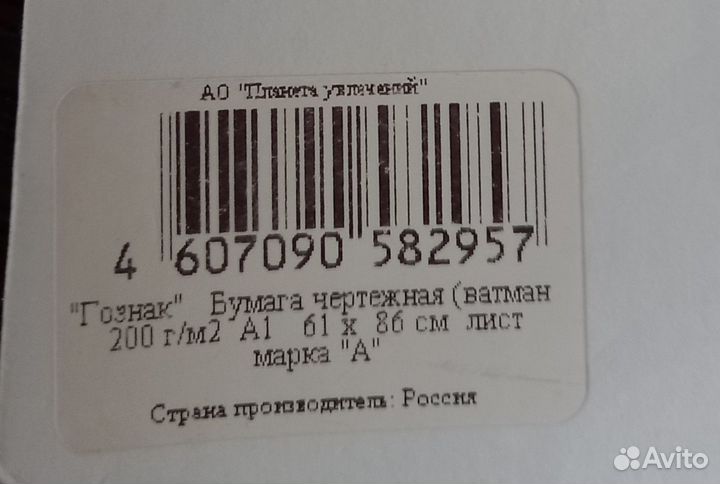 АО "Планета увлечений"
4 607090 582957
"Гознак" Бумага чертежная (ватман
200 г/м2 А1 61 х 86 см лист
марка "А"
Страна производитель: Россия
Avito